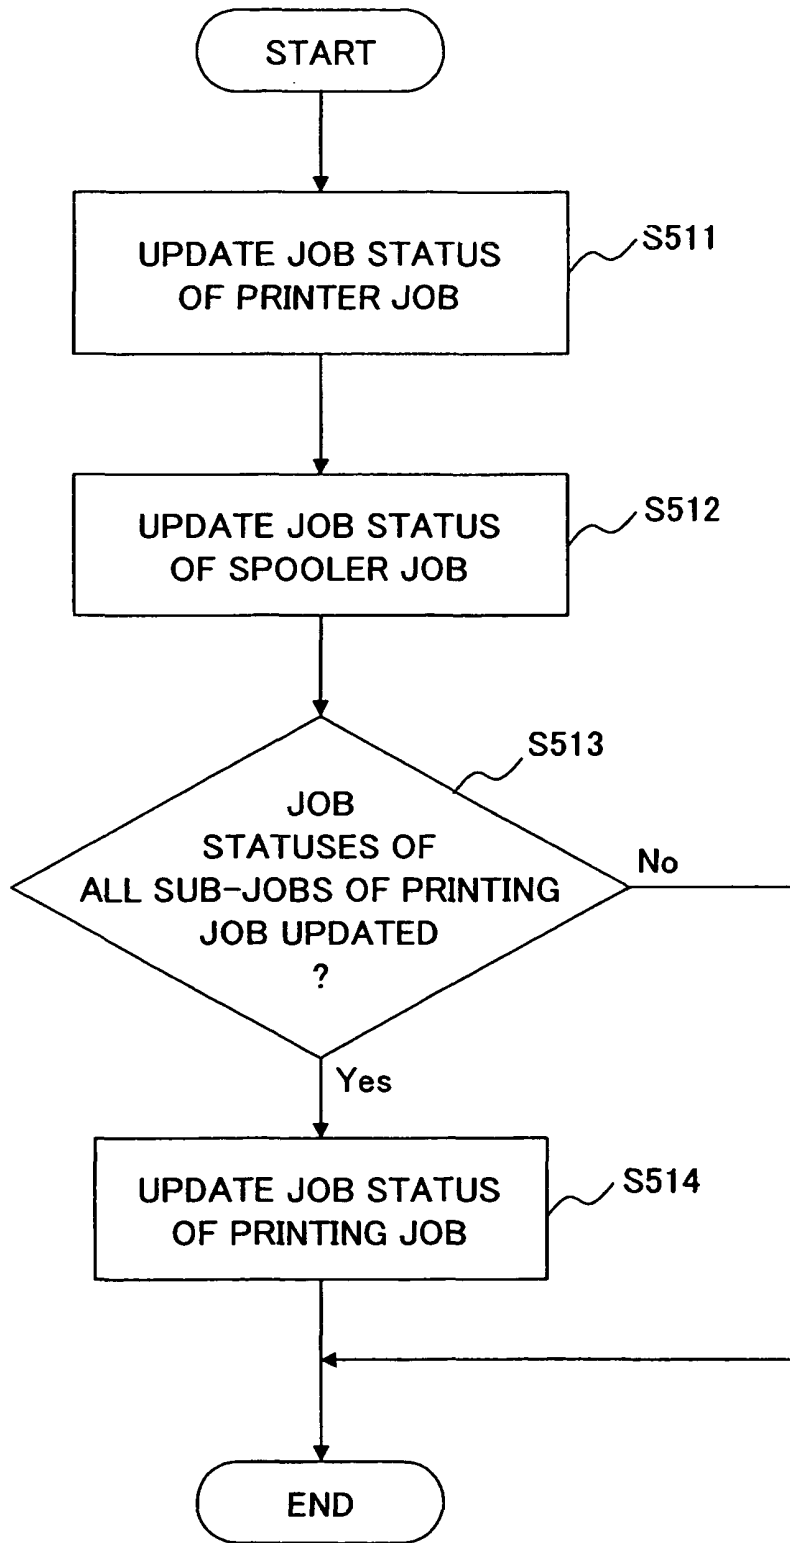 START
UPDATE JOB STATUS
OF PRINTER JOB
S511
UPDATE JOB STATUS
OF SPOOLER JOB
S512
S513
JOB
STATUSES OF
ALL SUB-JOBS OF PRINTING
JOB UPDATED
?
No
Yes
UPDATE JOB STATUS
OF PRINTING JOB
S514
END